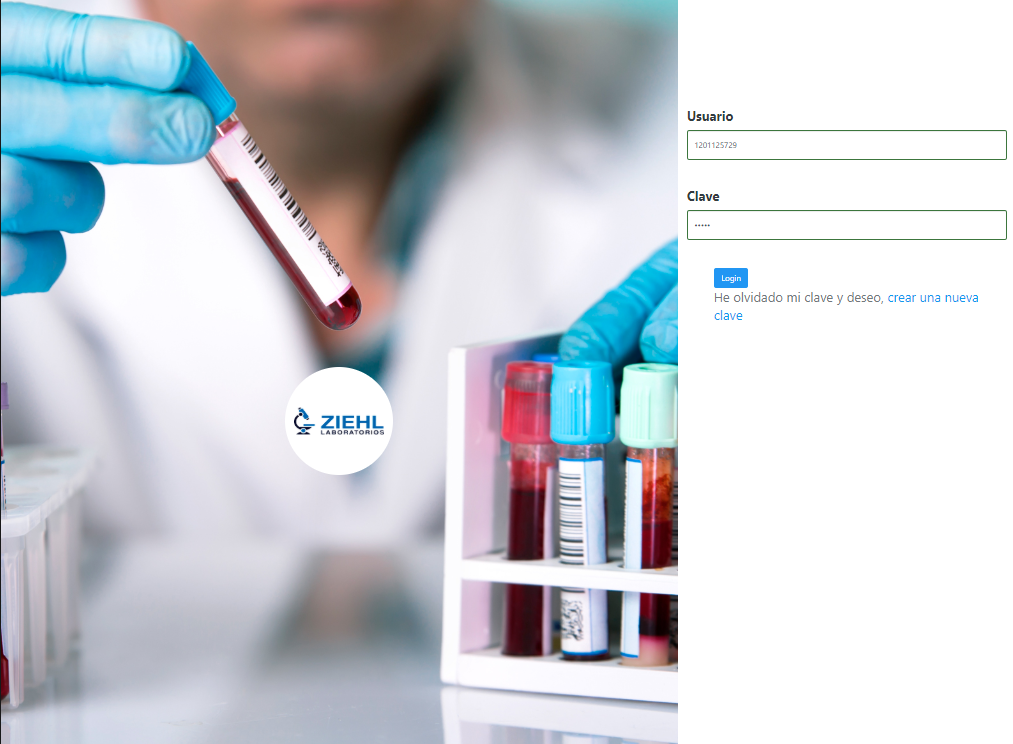 ZIEHL
LABORATORIOS
Usuario
1201125729
Clave
•••••
Login
He olvidado mi clave y deseo, crear una nueva
clave